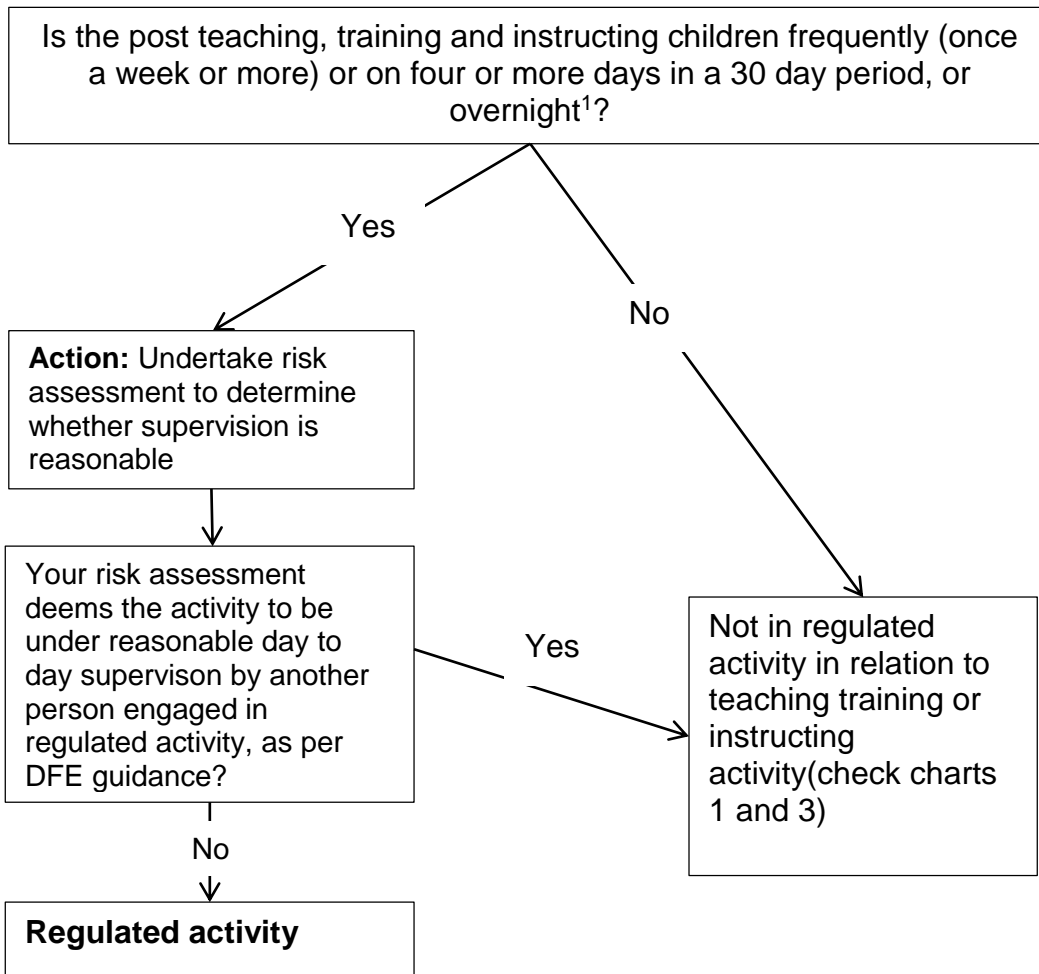 Is the post teaching, training and instructing children frequently (once
a week or more) or on four or more days in a 30 day period, or
overnight¹?
Yes
No
Action: Undertake risk
assessment to determine
whether supervision is
reasonable
Your risk assessment
deems the activity to be
under reasonable day to
day supervison by another
person engaged in
regulated activity, as per
DFE guidance?
Yes
Not in regulated
activity in relation to
teaching training or
instructing
activity(check charts
1 and 3)
No
Regulated activity